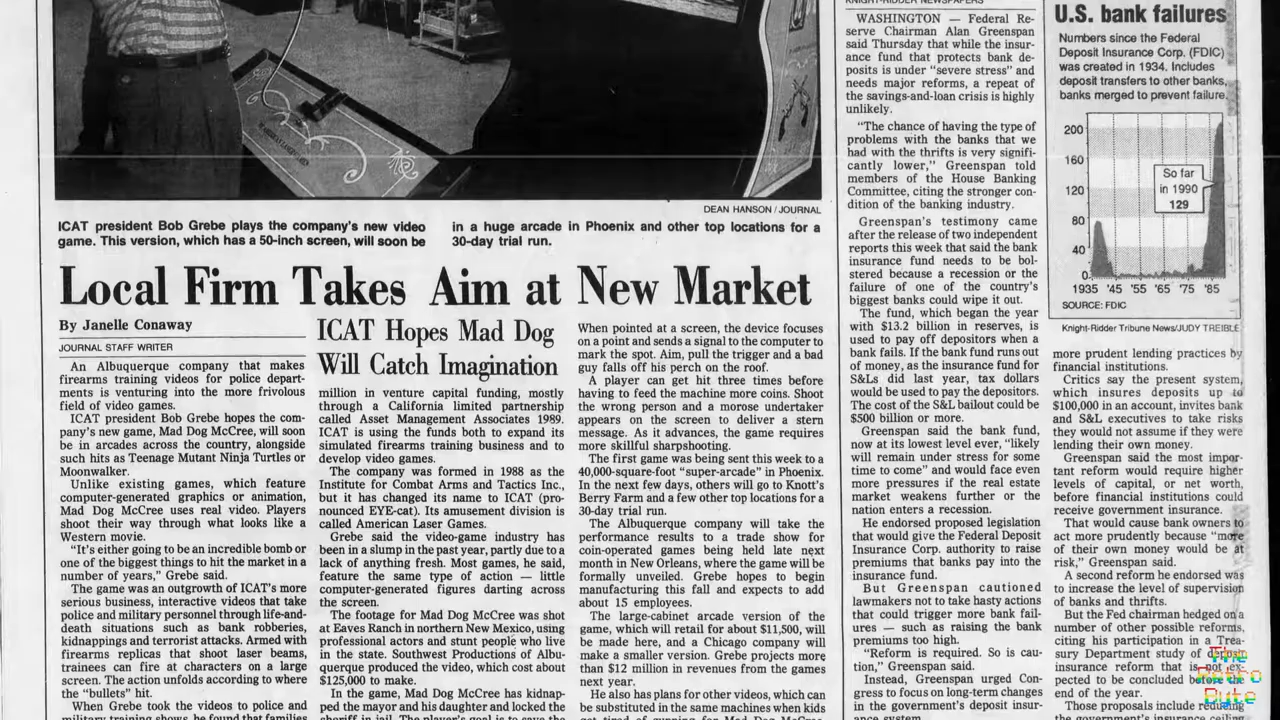 DEAN HANSON / JOURNAL
ICAT president Bob Grebe plays the company's new video
game. This version, which has a 50-inch screen, will soon be
in a huge arcade in Phoenix and other top locations for a
30-day trial run.
Local Firm Takes Aim at New Market
By Janelle Conaway
JOURNAL STAFF WRITER
An Albuquerque company that makes
firearms training videos for police depart-
ments is venturing into the more frivolous
field of video games.
ICAT president Bob Grebe hopes the com-
pany's new game, Mad Dog McCree, will soon
be in arcades across the country, alongside
such hits as Teenage Mutant Ninja Turtles or
Moonwalker.
Unlike existing games, which feature
computer-generated graphics or animation,
Mad Dog McCree uses real video. Players
shoot their way through what looks like a
Western movie.
"It's either going to be an incredible bomb or
one of the biggest things to hit the market in a
number of years," Grebe said.
The game was an outgrowth of ICAT's more
serious business, interactive videos that take
police and military personnel through life-and-
death situations such as bank robberies,
kidnappings and terrorist attacks. Armed with
firearms replicas that shoot laser beams,
trainees can fire at characters on a large
screen. The action unfolds according to where
the "bullets" hit.
When Grebe took the videos to police and
military training shows, he found that families
ICAT Hopes Mad Dog
Will Catch Imagination
million in venture capital funding, mostly
through a California limited partnership
called Asset Management Associates 1989.
ICAT is using the funds both to expand its
simulated firearms training business and to
develop video games.
The company was formed in 1988 as the
Institute for Combat Arms and Tactics Inc.,
but it has changed its name to ICAT (pro-
nounced EYE-cat). Its amusement division is
called American Laser Games.
Grebe said the video-game industry has
been in a slump in the past year, partly due to a
lack of anything fresh. Most games, he said,
feature the same type of action — little
computer-generated figures darting across
the screen.
The footage for Mad Dog McCree was shot
at Eaves Ranch in northern New Mexico, using
professional actors and stunt people who live
in the state. Southwest Productions of Albu-
querque produced the video, which cost about
$125,000 to make.
In the game, Mad Dog McCree has kidnap-
ped the mayor and his daughter and put the
sheriff in jail. The player's goal is to save the
When pointed at a screen, the device focuses
on a point and sends a signal to the computer to
mark the spot. Aim, pull the trigger and a bad
guy falls off his perch on the roof.
A player can get hit three times before
having to feed the machine more coins. Shoot
the wrong person and a morose undertaker
appears on the screen to deliver a stern
message. As it advances, the game requires
more skillful sharpshooting.
The first game was being sent this week to a
40,000-square-foot "super-arcade" in Phoenix.
In the next few days, others will go to Knott's
Berry Farm and a few other top locations for a
30-day trial run.
The Albuquerque company will take the
performance results to a trade show for
coin-operated games being held late next
month in New Orleans, where the game will be
formally unveiled. Grebe hopes to begin
manufacturing this fall and expects to add
about 15 employees.
The large-cabinet arcade version of the
game, which will retail for about $11,500, will
be made here, and a Chicago company will
make a smaller version. Grebe projects more
than $12 million in revenues from the games
next year.
He also has plans for other videos, which can
be substituted in the same machines when kids
get tired of gunning for Mad Dog McCree
KNIGHT-RIDDER NEWSPAPERS
WASHINGTON — Federal Re-
serve Chairman Alan Greenspan
said Thursday that while the insur-
ance fund that protects bank de-
posits is under "severe stress" and
needs major reforms, a repeat of
the savings-and-loan crisis is highly
unlikely.
"The chance of having the type of
problems with the banks that we
had with the thrifts is very signifi-
cantly lower," Greenspan told
members of the House Banking
Committee, citing the stronger con-
dition of the banking industry.
Greenspan's testimony came
after the release of two independent
reports this week that said the bank
insurance fund needs to be bol-
stered because a recession or the
failure of one of the country's
biggest banks could wipe it out.
The fund, which began the year
with $13.2 billion in reserves, is
used to pay off depositors when a
bank fails. If the bank fund runs out
of money, as the insurance fund for
S&Ls did last year, tax dollars
would be used to pay the depositors.
The cost of the S&L bailout could be
$500 billion or more.
Greenspan said the bank fund,
now at its lowest level ever, "likely
will remain under stress for some
time to come" and would face even
more pressures if the real estate
market weakens further or the
nation enters a recession.
He endorsed proposed legislation
that would give the Federal Deposit
Insurance Corp. authority to raise
premiums that banks pay into the
insurance fund.
But Greenspan cautioned
lawmakers not to take hasty actions
that could trigger more bank fail-
ures — such as raising the bank
premiums too high.
"Reform is required. So is cau-
tion," Greenspan said.
Instead, Greenspan urged Con-
gress to focus on long-term changes
in the government's deposit insur-
ance system.
U.S. bank failures
Numbers since the Federal
Deposit Insurance Corp. (FDIC)
was created in 1934. Includes
deposit transfers to other banks,
banks merged to prevent failure.
200
160
120
80
40
0
So far
in 1990
129
1935 '45 '55 '65 '75 '85
SOURCE: FDIC
Knight-Ridder Tribune News/JUDY TREIBLE
more prudent lending practices by
financial institutions.
Critics say the present system,
which insures deposits up to
$100,000 in an account, invites bank
and S&L executives to take risks
they would not assume if they were
lending their own money.
Greenspan said the most impor-
tant reform would require higher
levels of capital, or net worth,
before financial institutions could
receive government insurance.
That would cause bank owners to
act more prudently because "more
of their own money would be at
risk," Greenspan said.
A second reform he endorsed was
to increase the level of supervision
of banks and thrifts.
But the Fed chairman hedged on a
number of other possible reforms,
citing his participation in a Trea-
sury Department study of deposit
insurance reform that is not ex-
pected to be concluded before the
end of the year.
Those proposals include reducing
the government's insurance ceiling
The
Retro
Byte